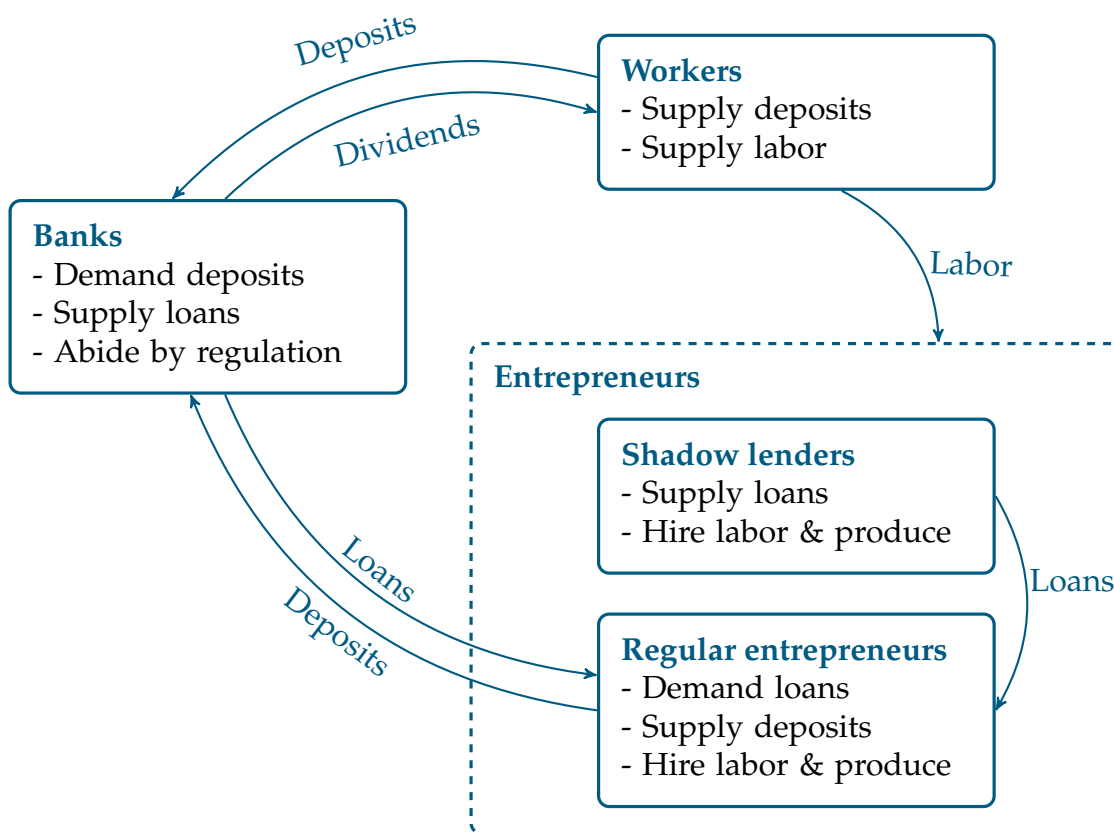 Deposits
Dividends
Workers
- Supply deposits
- Supply labor
Banks
- Demand deposits
- Supply loans
- Abide by regulation
Labor
Entrepreneurs
Shadow lenders
- Supply loans
- Hire labor & produce
Loans
Loans
Deposits
Regular entrepreneurs
- Demand loans
- Supply deposits
- Hire labor & produce